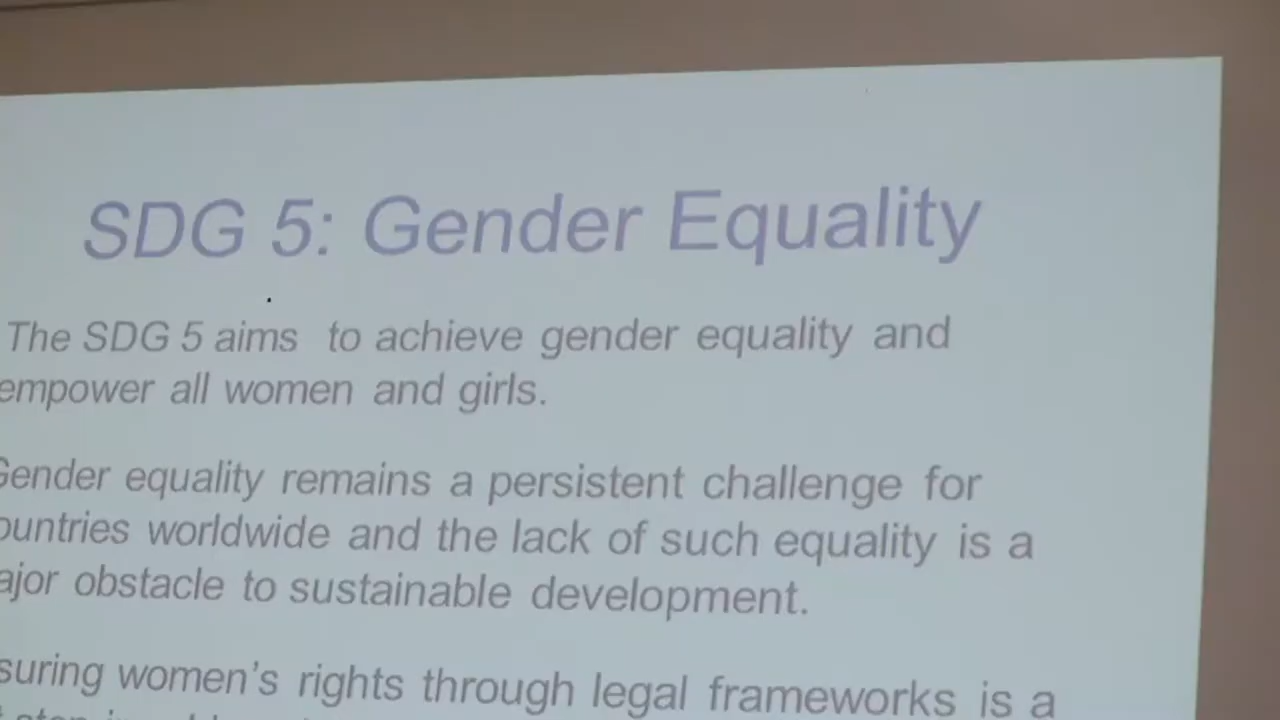 SDG 5: Gender Equality
The SDG 5 aims to achieve gender equality and
empower all women and girls.
Gender equality remains a persistent challenge for
ountries worldwide and the lack of such equality is a
ajor obstacle to sustainable development.
suring women's rights through legal frameworks is a